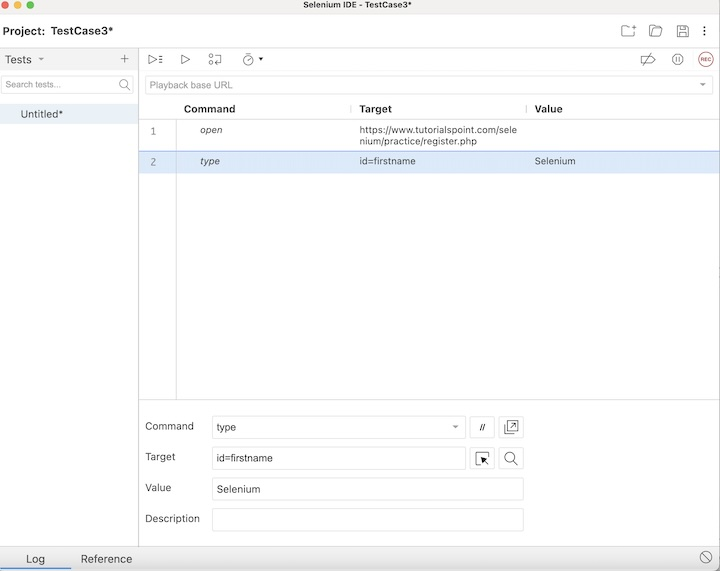 Selenium IDE - TestCase3*
Project: TestCase3*
Tests
REC
Search tests...
Playback base URL
Untitled*
Command Target Value
1 open https://www.tutorialspoint.com/sele
nium/practice/register.php
2 type id=firstname Selenium
Command type //
Target id=firstname
Value Selenium
Description
Log Reference